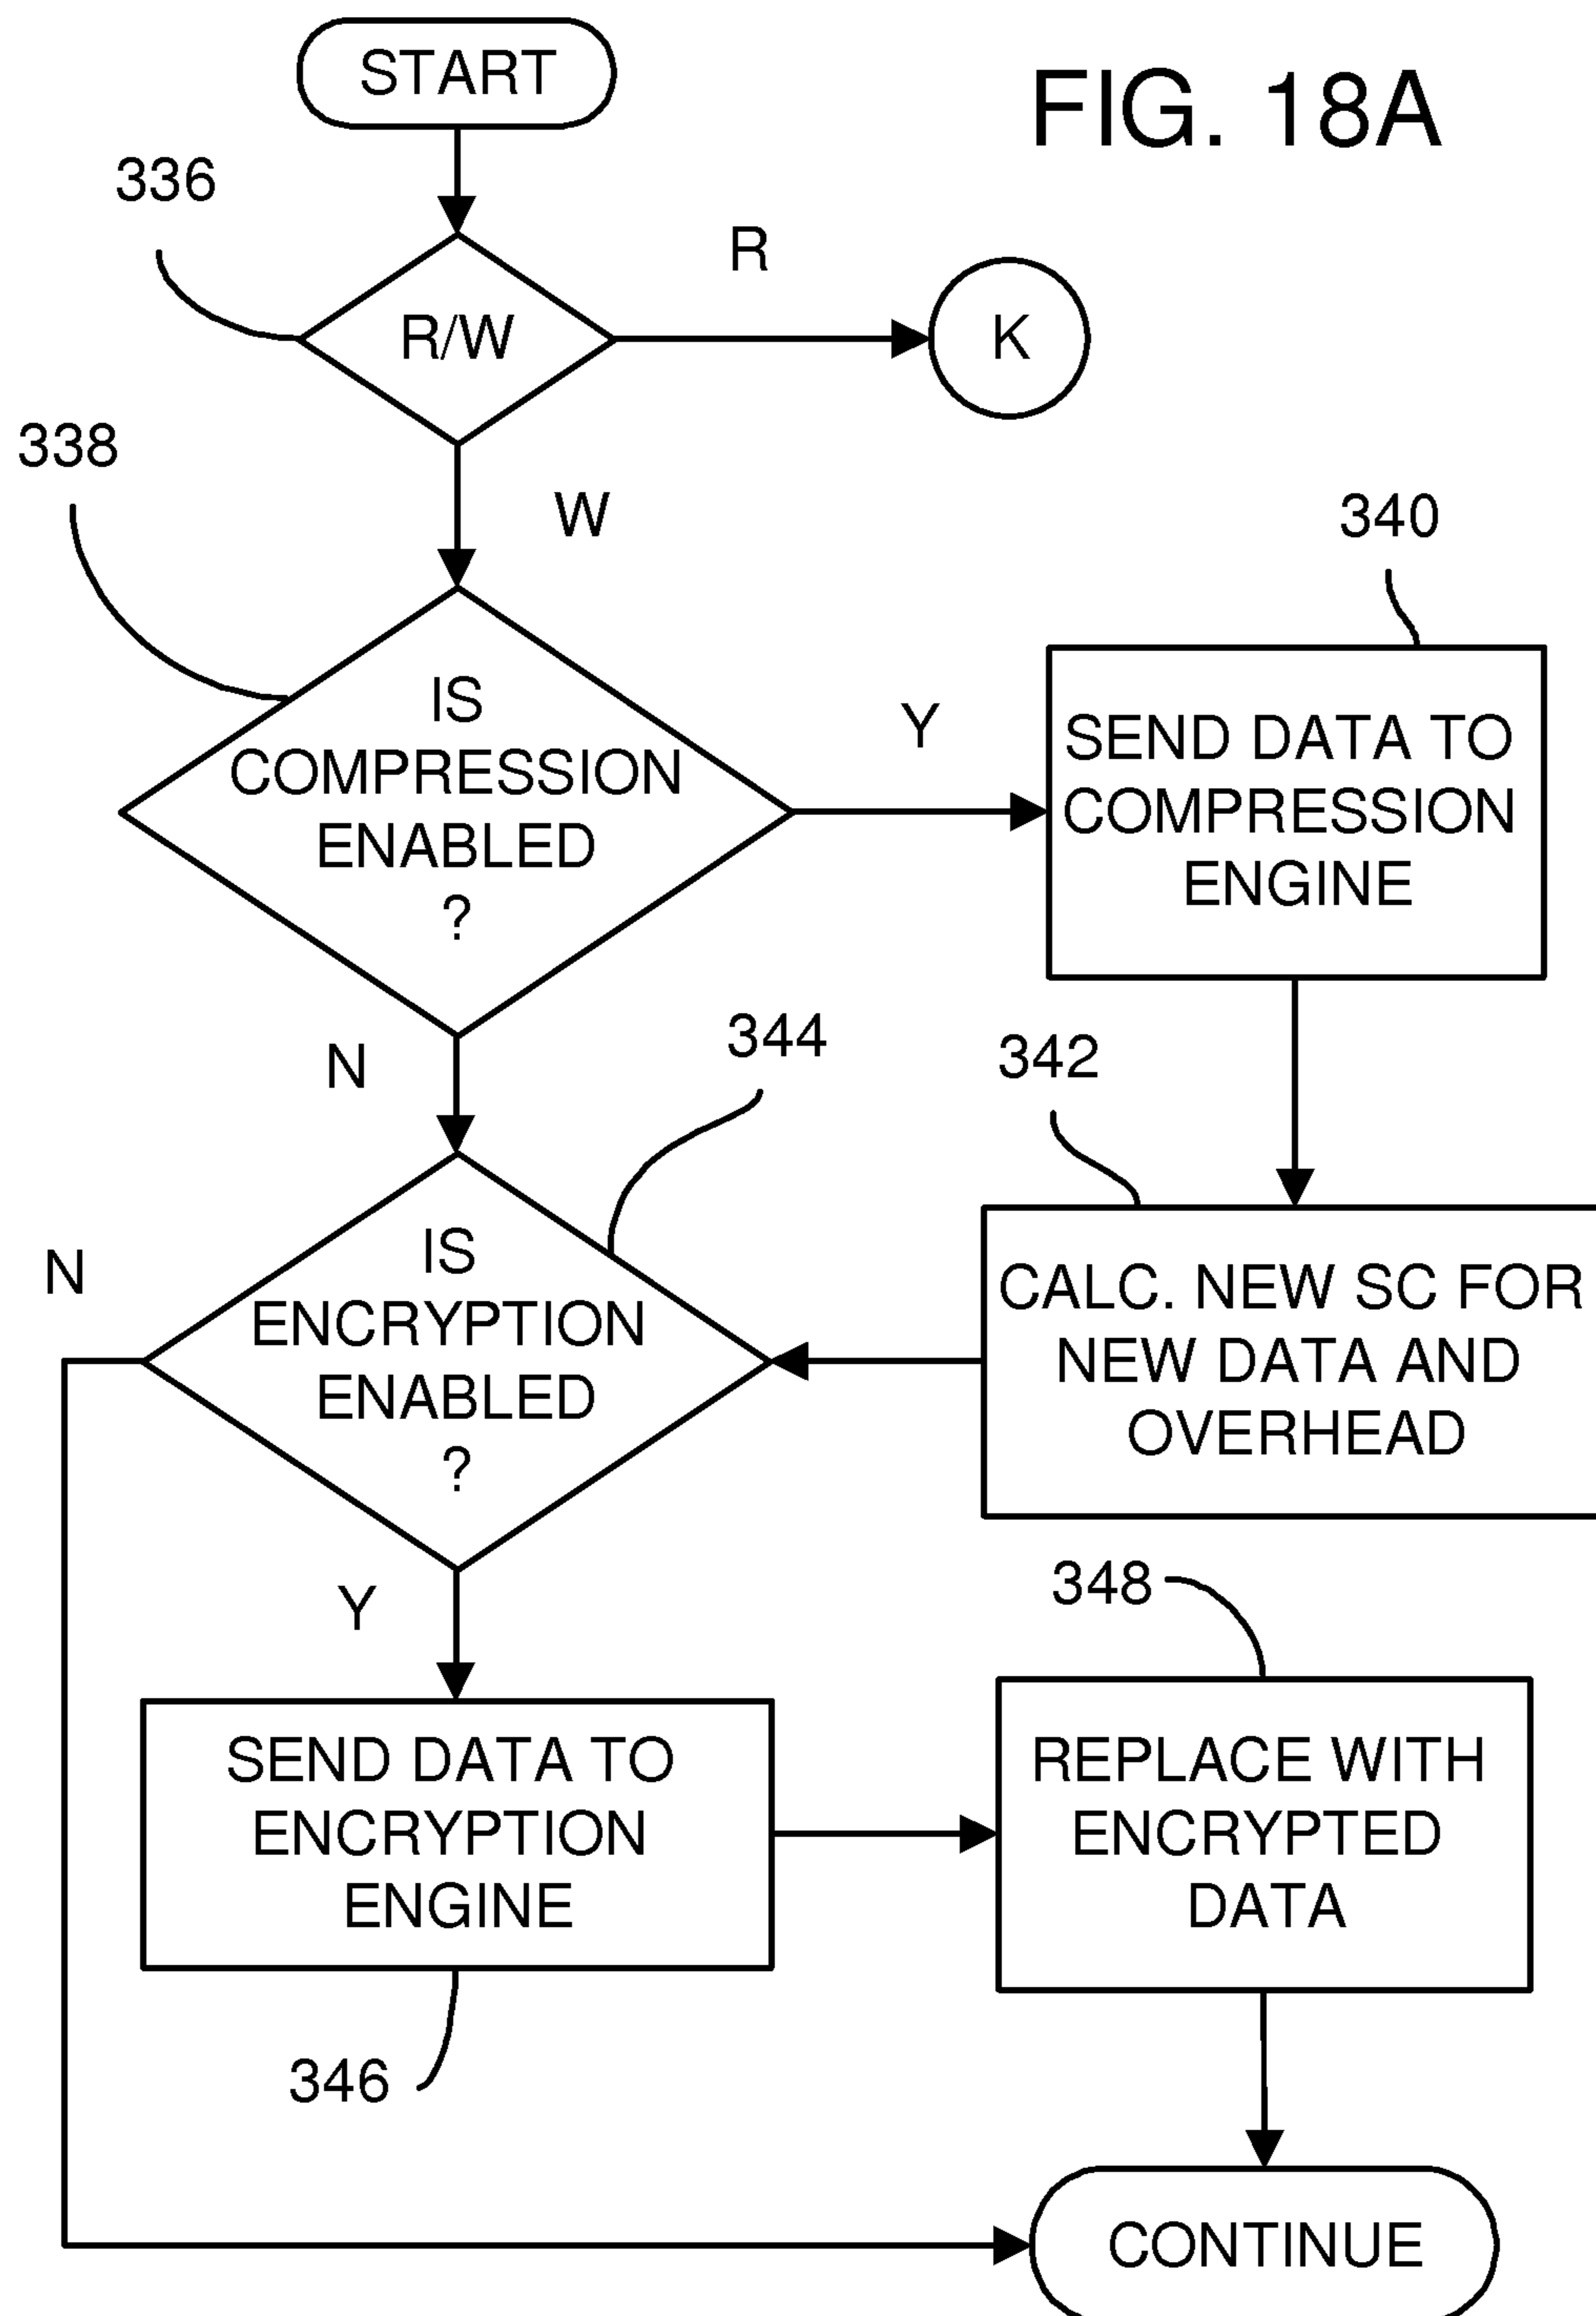 START
FIG. 18A
336
R
R/W
K
338
W
340
IS
COMPRESSION
ENABLED
?
Y
SEND DATA TO
COMPRESSION
ENGINE
N
344
342
N
IS
ENCRYPTION
ENABLED
?
CALC. NEW SC FOR
NEW DATA AND
OVERHEAD
Y
348
SEND DATA TO
ENCRYPTION
ENGINE
REPLACE WITH
ENCRYPTED
DATA
346
CONTINUE